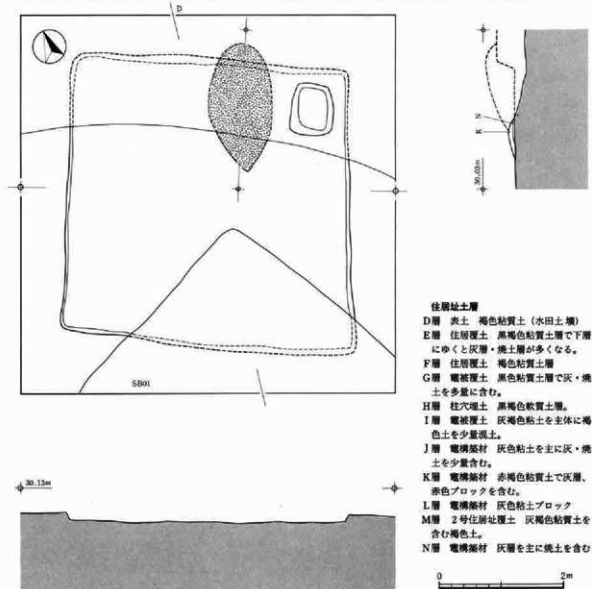 D
SB01
N
K
30.03m
30.13m
住居址土層
D層 表土 褐色粘質土（水田土壌）
E層 住居覆土 黒褐色粘質土層で下層
にゆくと灰層・焼土層が多くなる。
F層 住居覆土 褐色粘質土層
G層 竈被覆土 黒色粘質土層で灰・焼
土を多量に含む。
H層 柱穴埋土 黒褐色軟質土層。
I層 竈被覆土 灰褐色粘土を主体に褐
色土を少量混土。
J層 竈構築材 灰色粘土を主に灰・焼
土を少量含む。
K層 竈構築材 赤褐色粘質土で灰層、
赤色ブロックを含む。
L層 竈構築材 灰色粘土ブロック
M層 2号住居址覆土 灰褐色粘質土を
含む褐色土。
N層 竈構築材 灰層を主に焼土を含む
0 2m